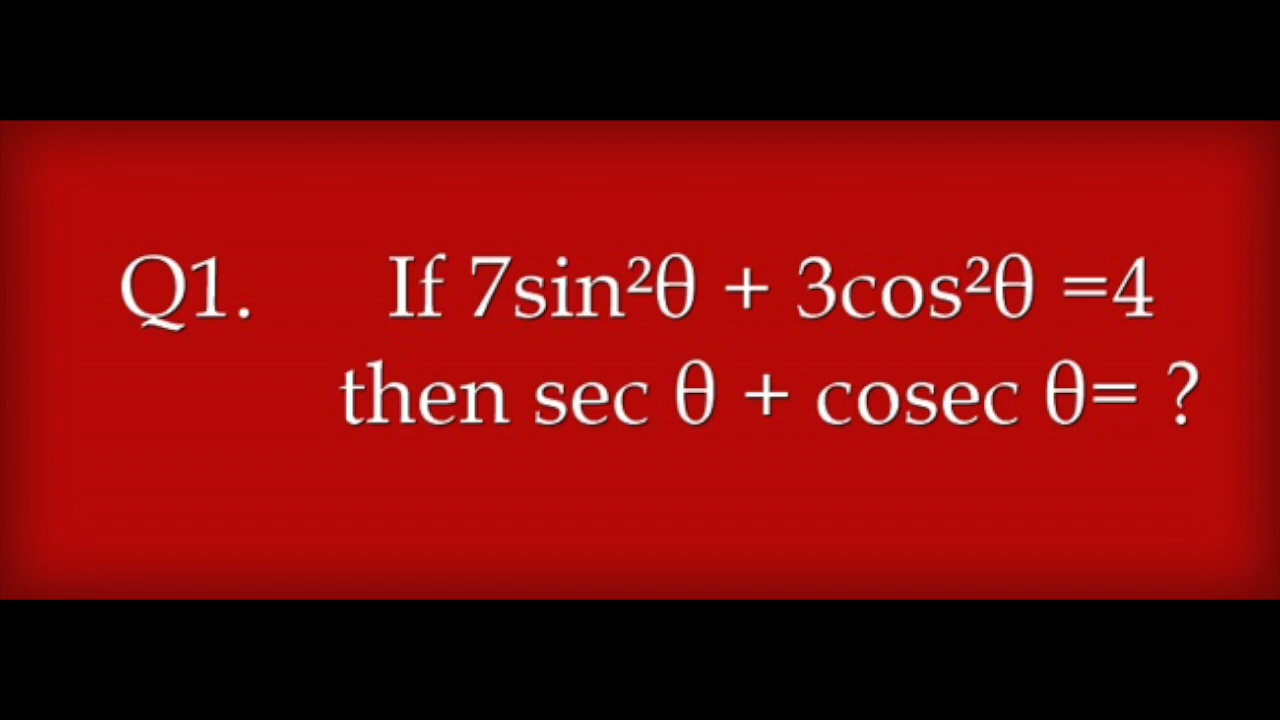 Q1. If 7sin²θ + 3cos²θ =4
then sec θ + cosec θ= ?